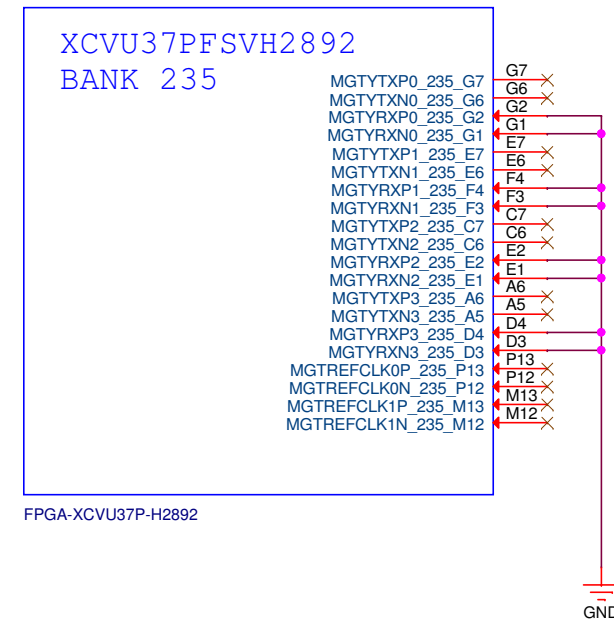 XCVU37PFSVH2892
BANK 235
MGTYTXP0_235_G7 G7
MGTYTXN0_235_G6 G6
MGTYRXP0_235_G2 G2
MGTYRXN0_235_G1 G1
MGTYTXP1_235_E7 E7
MGTYTXN1_235_E6 E6
MGTYRXP1_235_F4 F4
MGTYRXN1_235_F3 F3
MGTYTXP2_235_C7 C7
MGTYTXN2_235_C6 C6
MGTYRXP2_235_E2 E2
MGTYRXN2_235_E1 E1
MGTYTXP3_235_A6 A6
MGTYTXN3_235_A5 A5
MGTYRXP3_235_D4 D4
MGTYRXN3_235_D3 D3
MGTREFCLK0P_235_P13 P13
MGTREFCLK0N_235_P12 P12
MGTREFCLK1P_235_M13 M13
MGTREFCLK1N_235_M12 M12
FPGA-XCVU37P-H2892
GND